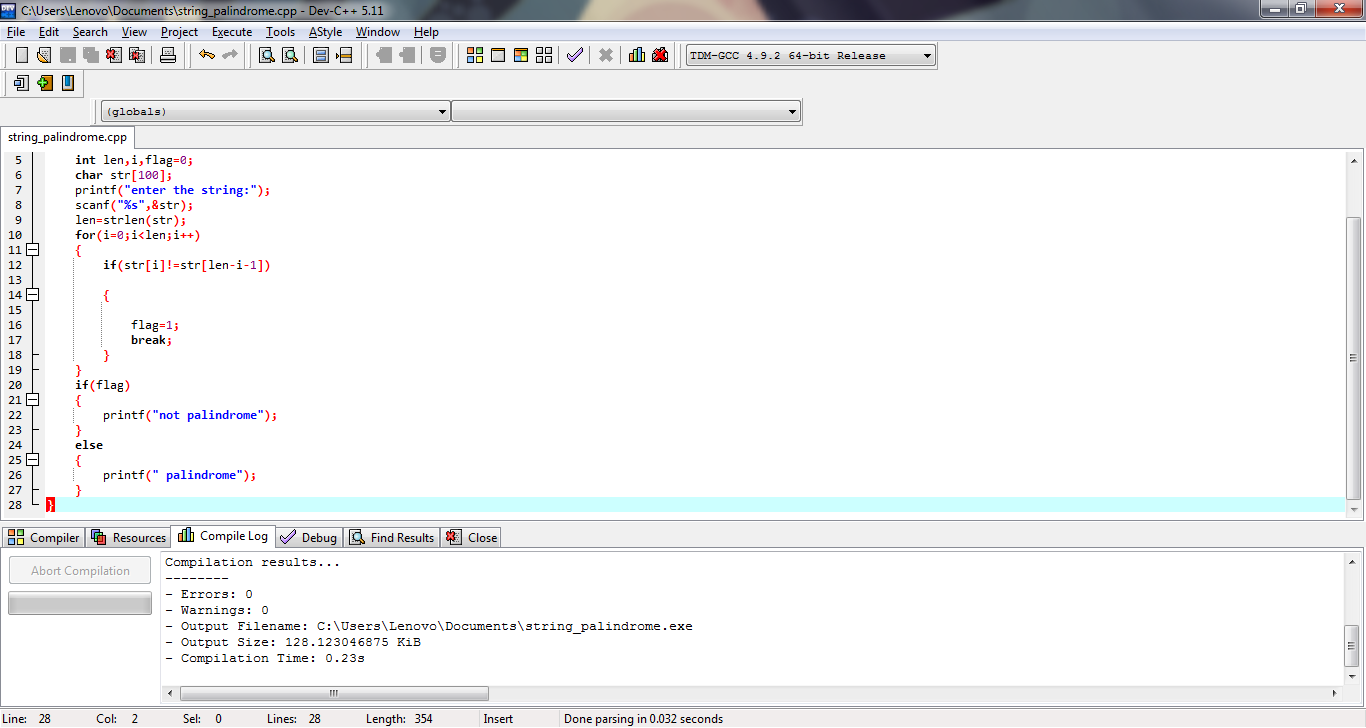 C:\Users\Lenovo\Documents\string_palindrome.cpp - Dev-C++ 5.11
File Edit Search View Project Execute Tools AStyle Window Help
TDM-GCC 4.9.2 64-bit Release
(globals)
string_palindrome.cpp
5 int len,i,flag=0;
6 char str[100];
7 printf("enter the string:");
8 scanf("%s",&str);
9 len=strlen(str);
10 for(i=0;i<len;i++)
11 {
12 if(str[i]!=str[len-i-1])
13
14 {
15
16 flag=1;
17 break;
18 }
19 }
20 if(flag)
21 {
22 printf("not palindrome");
23 }
24 else
25 {
26 printf(" palindrome");
27 }
28 }
Compiler Resources Compile Log Debug Find Results Close
Abort Compilation
Compilation results...
--------
- Errors: 0
- Warnings: 0
- Output Filename: C:\Users\Lenovo\Documents\string_palindrome.exe
- Output Size: 128.123046875 KiB
- Compilation Time: 0.23s
Line: 28 Col: 2 Sel: 0 Lines: 28 Length: 354 Insert Done parsing in 0.032 seconds